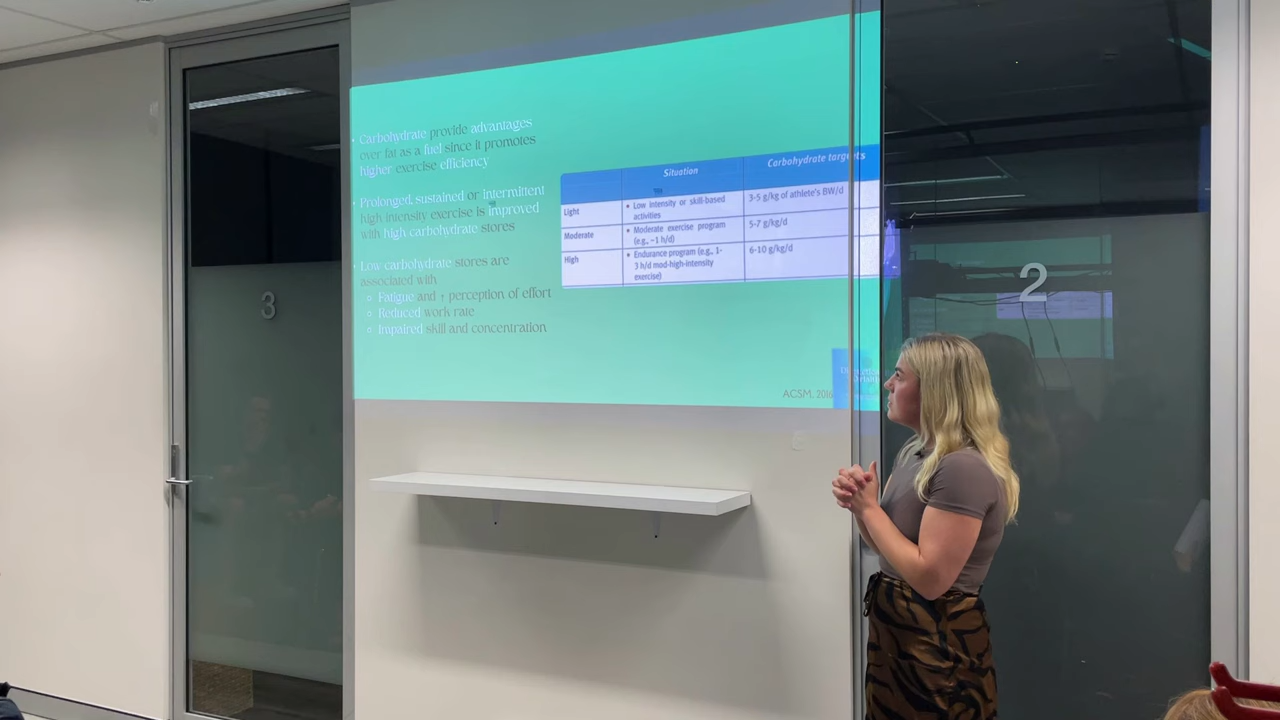 Carbohydrate provide advantages
over fat as a fuel since it promotes
higher exercise efficiency
Prolonged, sustained or intermittent
high intensity exercise is improved
with high carbohydrate stores
Low carbohydrate stores are
associated with
Fatigue and ↑ perception of effort
Reduced work rate
Impaired skill and concentration
Situation
Carbohydrate targets
Light
• Low intensity or skill-based
activities
3-5 g/kg of athlete's BW/d
Moderate
• Moderate exercise program
(e.g., ~1 h/d)
5-7 g/kg/d
High
• Endurance program (e.g., 1-
3 h/d mod-high-intensity
exercise)
6-10 g/kg/d
ACSM, 2016
3
2